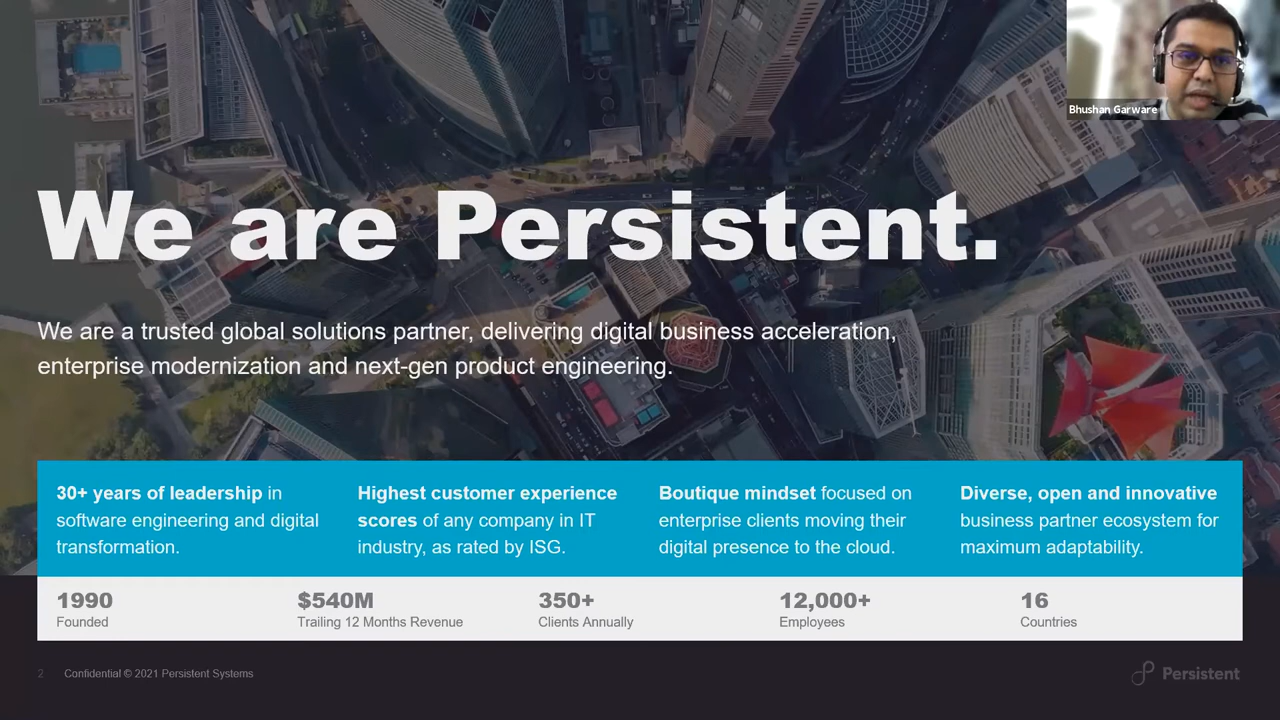 Bhushan Garware
We are Persistent.
We are a trusted global solutions partner, delivering digital business acceleration,
enterprise modernization and next-gen product engineering.
30+ years of leadership in
software engineering and digital
transformation.
Highest customer experience
scores of any company in IT
industry, as rated by ISG.
Boutique mindset focused on
enterprise clients moving their
digital presence to the cloud.
Diverse, open and innovative
business partner ecosystem for
maximum adaptability.
1990
Founded
$540M
Trailing 12 Months Revenue
350+
Clients Annually
12,000+
Employees
16
Countries
2 Confidential © 2021 Persistent Systems
Persistent